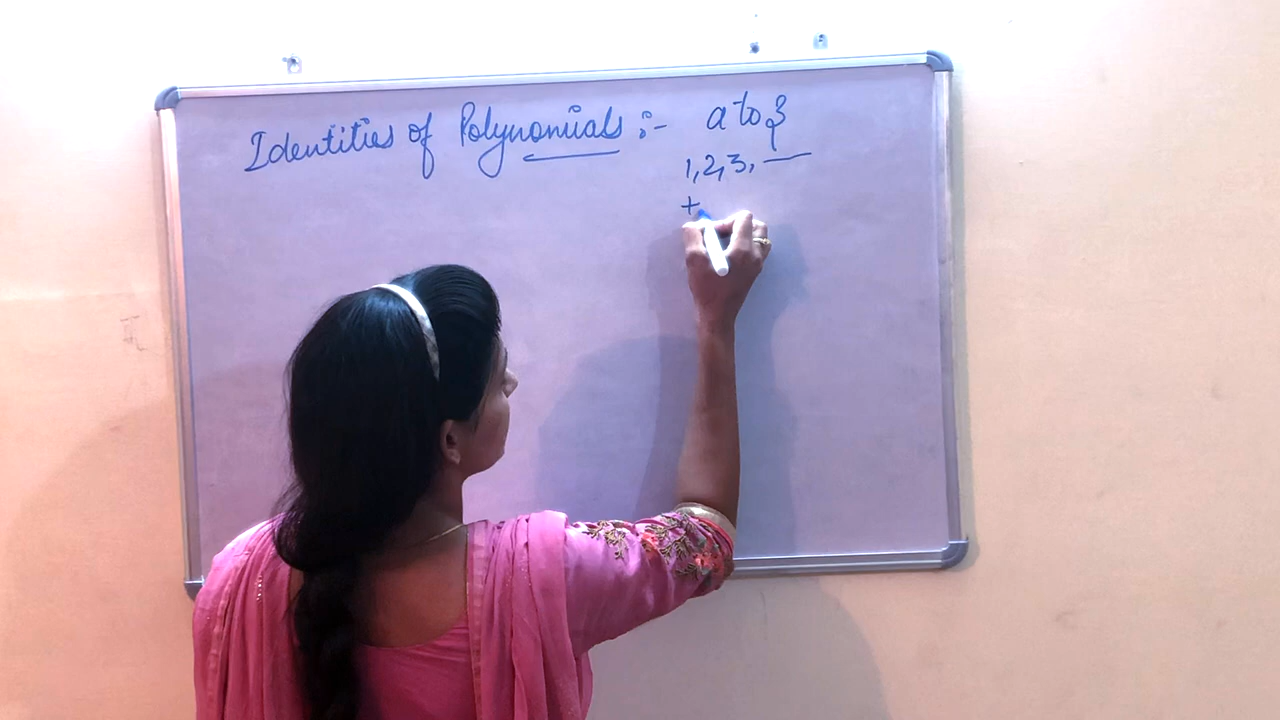 Identities of Polynomials :- a to z
1, 2, 3, —
+